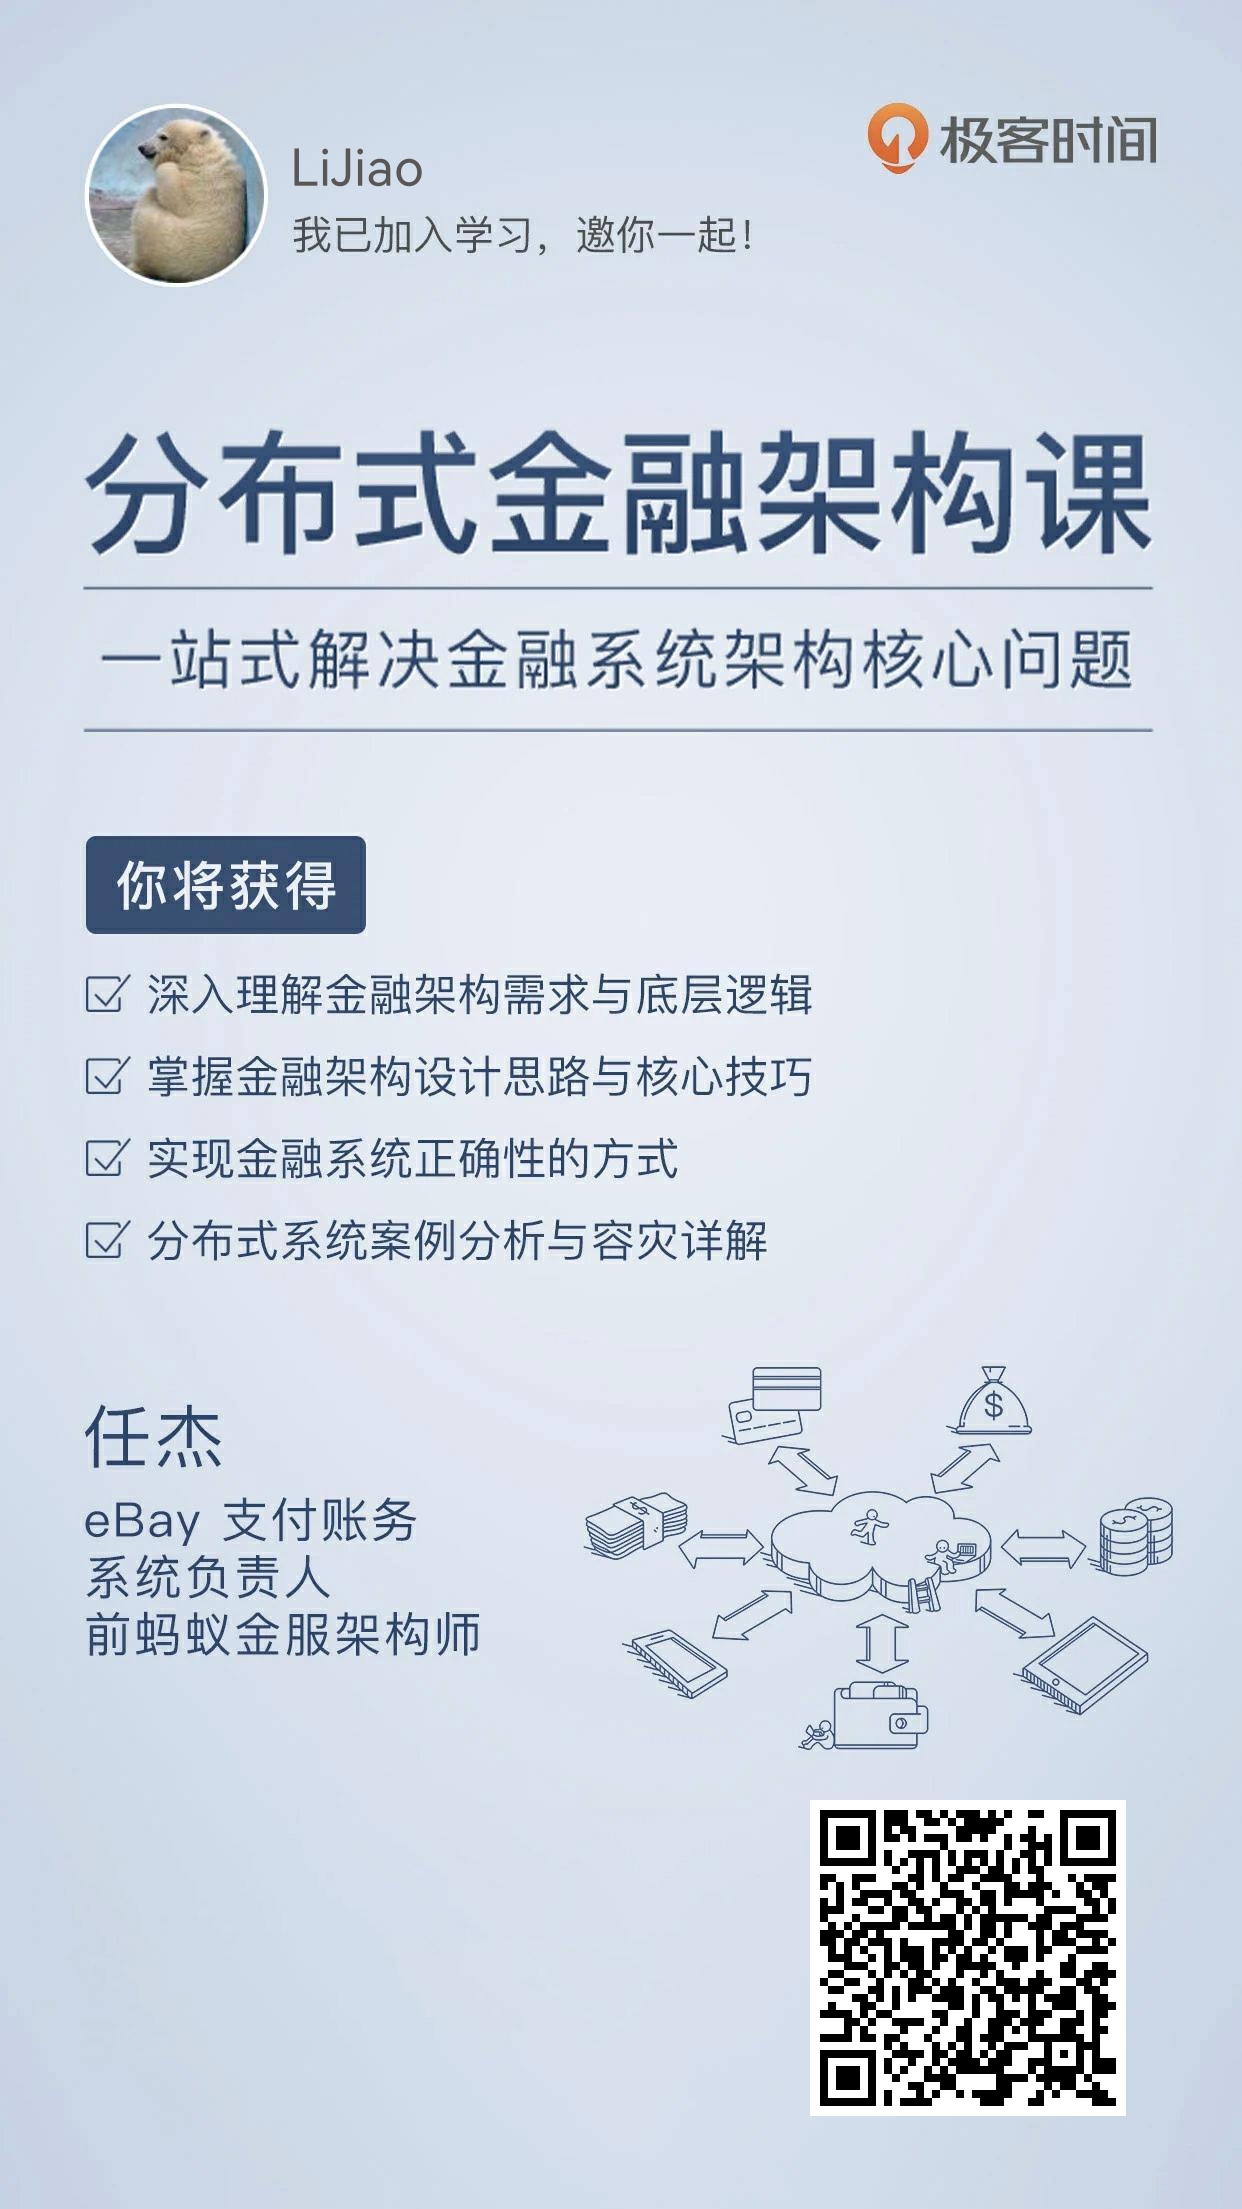 LiJiao
我已加入学习，邀你一起！
极客时间
分布式金融架构课
一站式解决金融系统架构核心问题
你将获得
深入理解金融架构需求与底层逻辑
掌握金融架构设计思路与核心技巧
实现金融系统正确性的方式
分布式系统案例分析与容灾详解
任杰
eBay 支付账务
系统负责人
前蚂蚁金服架构师